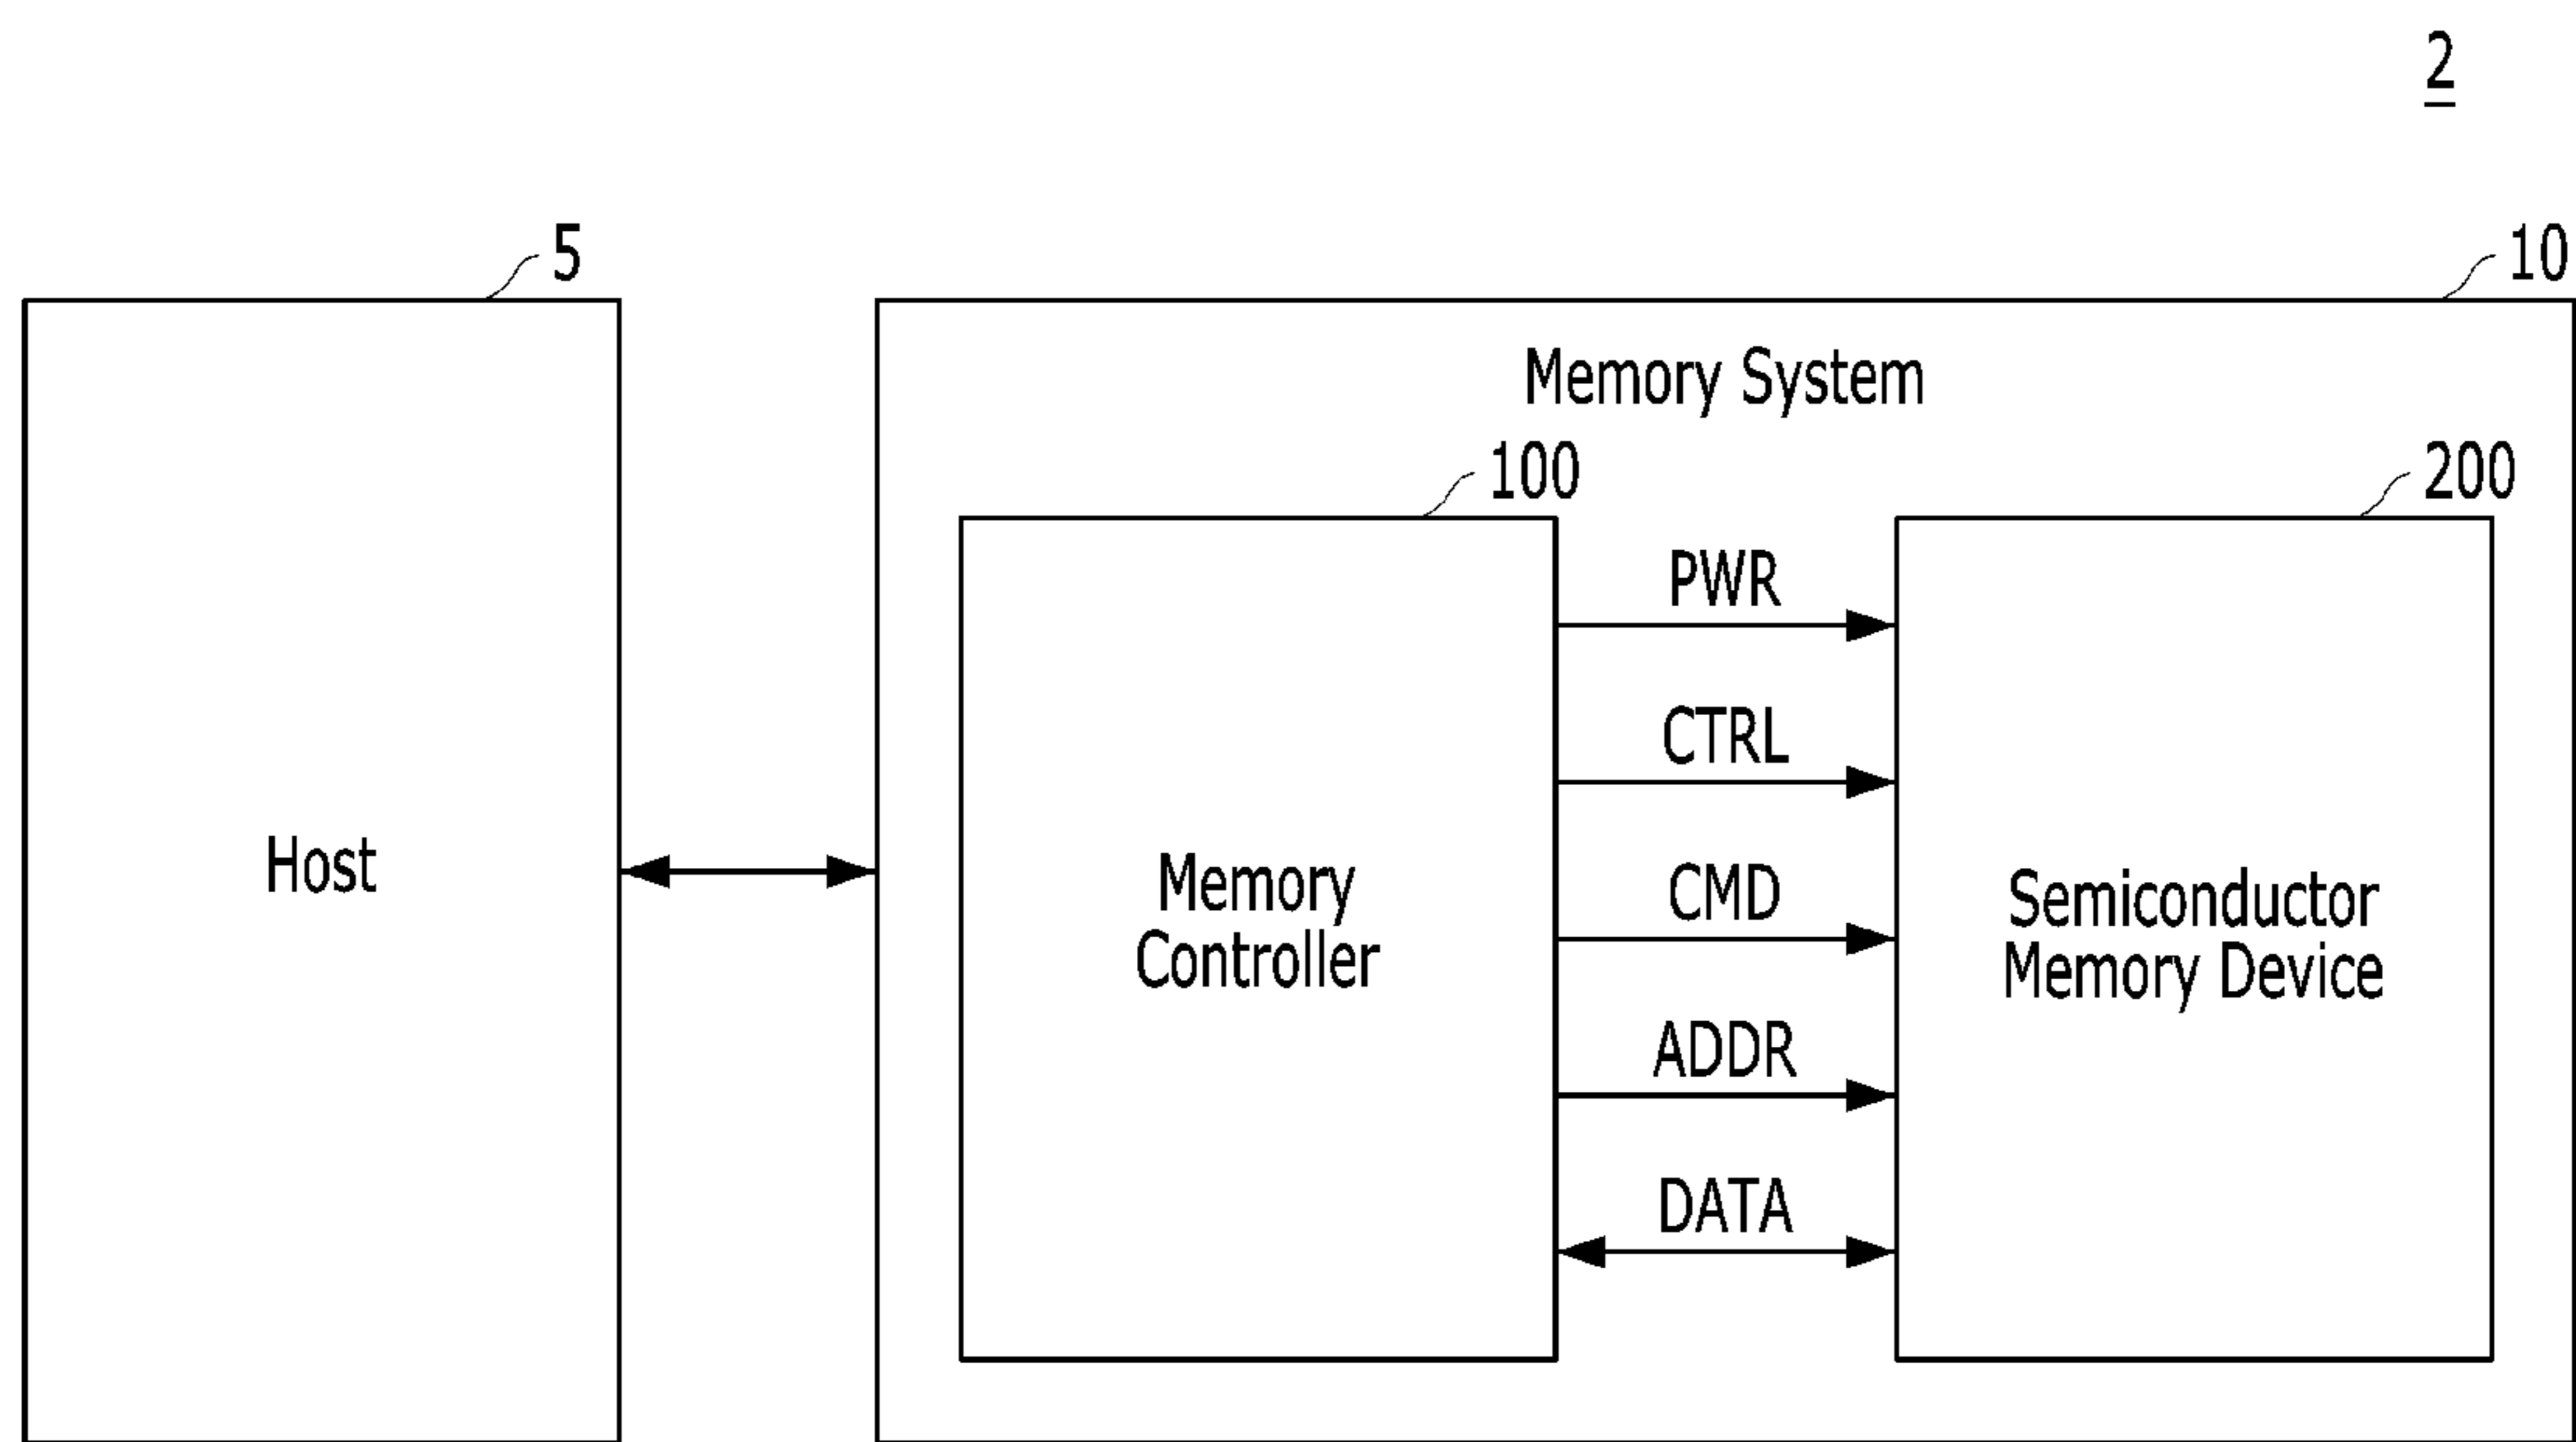 2
5
10
Memory System
100
200
PWR
CTRL
CMD
ADDR
DATA
Host
Memory
Controller
Semiconductor
Memory Device